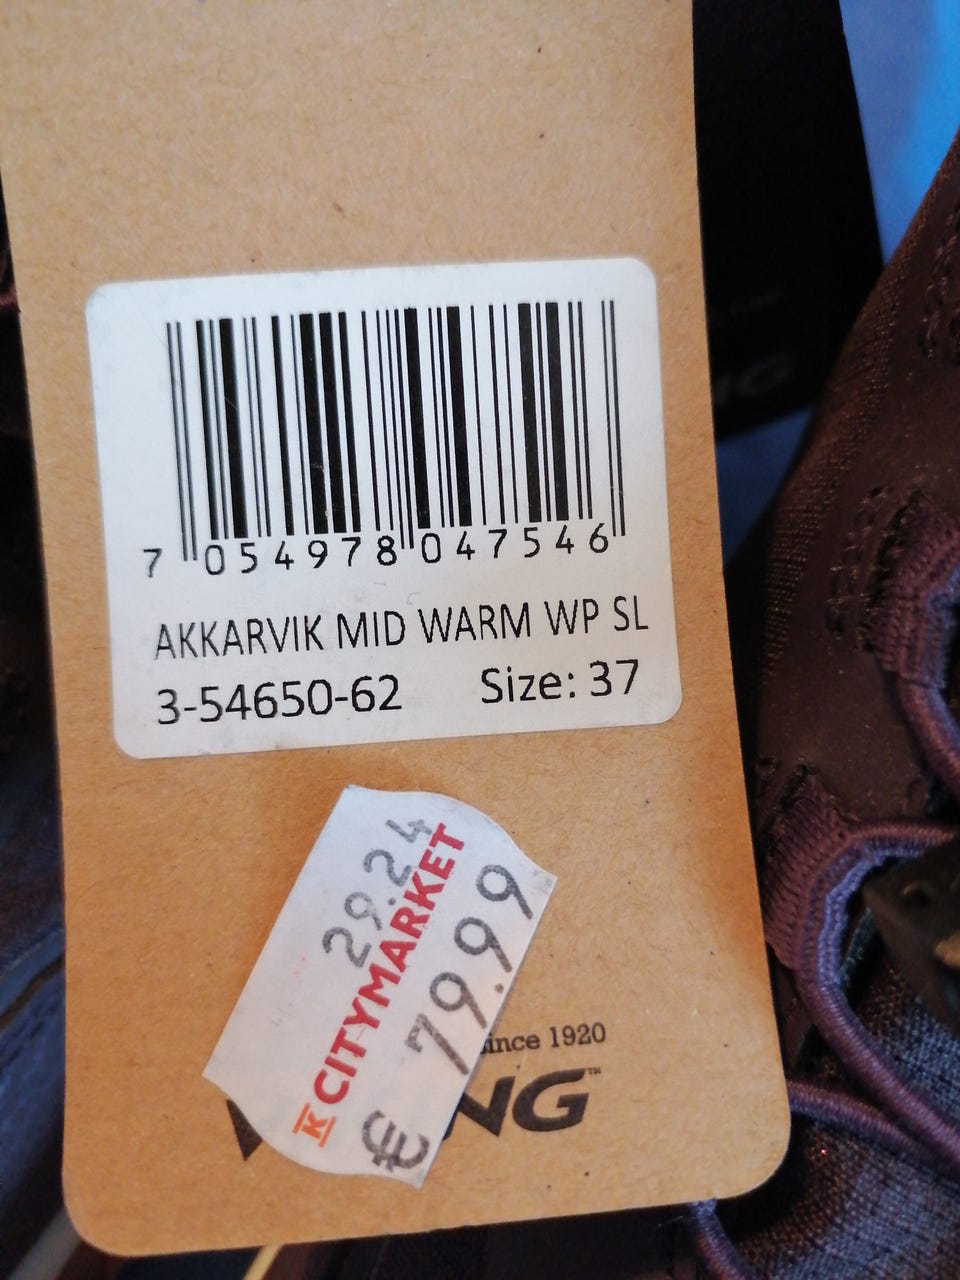 7 054978 047546
AKKARVIK MID WARM WP SL
3-54650-62 Size: 37
29.24
K CITYMARKET
€ 79.99
since 1920